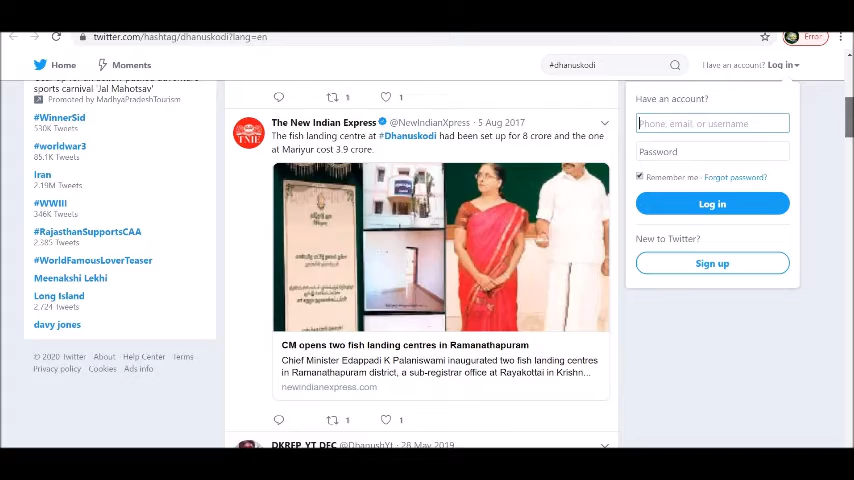 twitter.com/hashtag/dhanuskodi?lang=en
Error
Home
Moments
#dhanuskodi
Have an account? Log in
sports carnival 'Jal Mahotsav'
Promoted by MadhyaPradeshTourism
#WinnerSid
530K Tweets
#worldwar3
85.1K Tweets
Iran
2.19M Tweets
#WWIII
346K Tweets
#RajasthanSupportsCAA
2,385 Tweets
#WorldFamousLoverTeaser
Meenakshi Lekhi
Long Island
2,724 Tweets
davy jones
© 2020 Twitter About Help Center Terms
Privacy policy Cookies Ads info
1 1
The New Indian Express @NewIndianXpress · 5 Aug 2017
The fish landing centre at #Dhanuskodi had been set up for 8 crore and the one
at Mariyur cost 3.9 crore.
TNIE
CM opens two fish landing centres in Ramanathapuram
Chief Minister Edappadi K Palaniswami inaugurated two fish landing centres
in Ramanathapuram district, a sub-registrar office at Rayakottai in Krishn...
newindianexpress.com
1 1
DKREP YT DFC @DhanushYt · 28 May 2019
Have an account?
Phone, email, or username
Password
Remember me · Forgot password?
Log in
New to Twitter?
Sign up